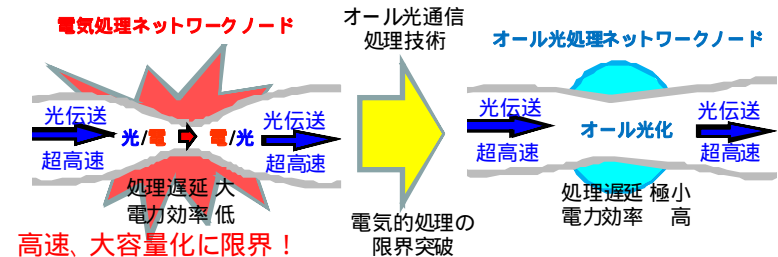 電気処理ネットワークノード
光伝送
超高速
光/電
電/光
光伝送
超高速
処理遅延 大
電力効率 低
高速、大容量化に限界！
オール光通信
処理技術
電気的処理の
限界突破
オール光処理ネットワークノード
光伝送
超高速
オール光化
光伝送
超高速
処理遅延 極小
電力効率 高